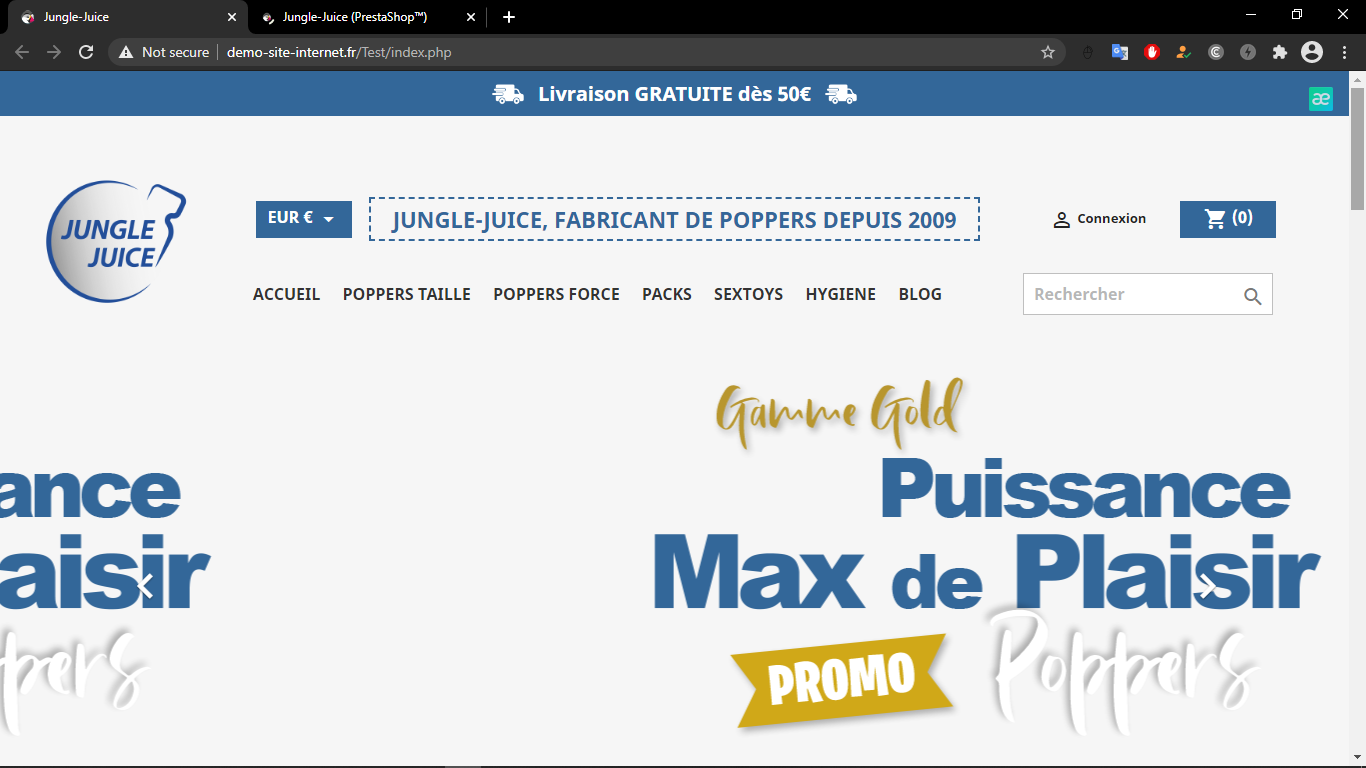 Jungle-Juice
Jungle-Juice (PrestaShop™)
Not secure
demo-site-internet.fr/Test/index.php
Livraison GRATUITE dès 50€
æ
JUNGLE
JUICE
EUR €
JUNGLE-JUICE, FABRICANT DE POPPERS DEPUIS 2009
Connexion
(0)
ACCUEIL POPPERS TAILLE POPPERS FORCE PACKS SEXTOYS HYGIENE BLOG
Rechercher
Gamme Gold
ance
Puissance
aisir
Max de Plaisir
pers
PROMO
Poppers